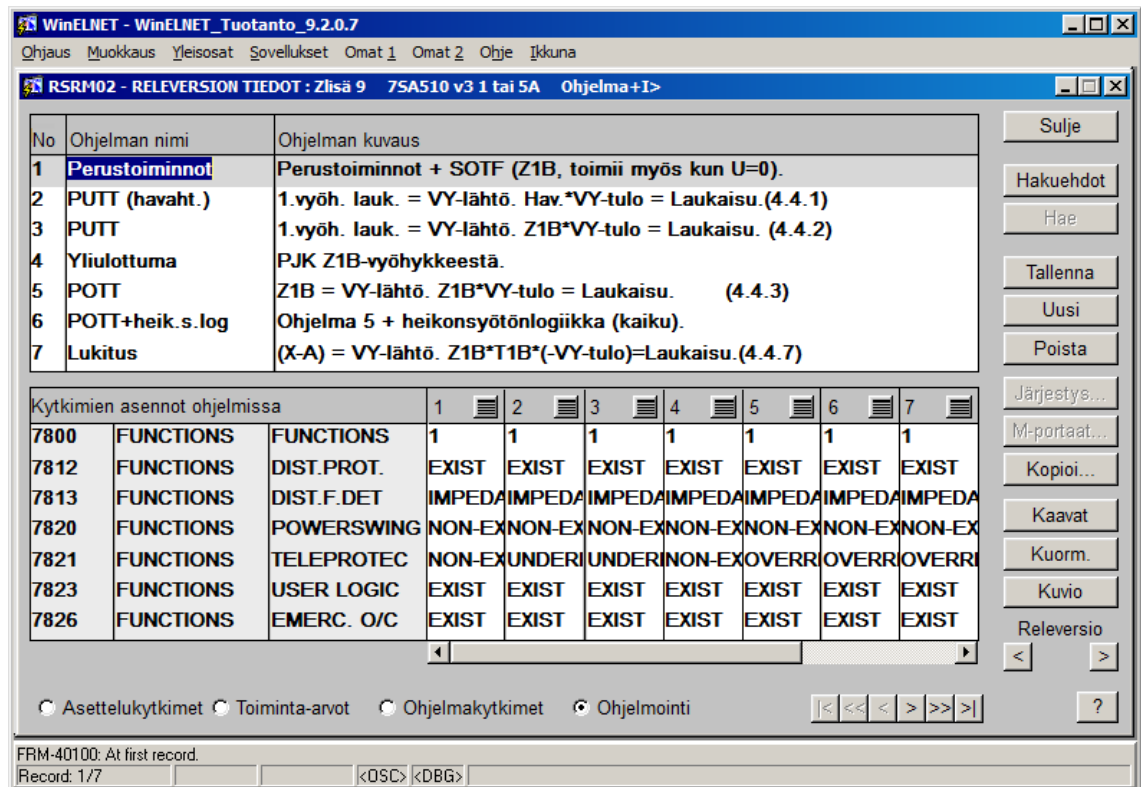 WinELNET - WinELNET_Tuotanto_9.2.0.7
Ohjaus Muokkaus Yleisosat Sovellukset Omat 1 Omat 2 Ohje Ikkuna
RSRM02 - RELEVERSION TIEDOT : Zlisä 9 7SA510 v3 1 tai 5A Ohjelma+I>
No Ohjelman nimi Ohjelman kuvaus
1 Perustoiminnot Perustoiminnot + SOTF (Z1B, toimii myös kun U=0).
2 PUTT (havaht.) 1.vyöh. lauk. = VY-lähtö. Hav.*VY-tulo = Laukaisu.(4.4.1)
3 PUTT 1.vyöh. lauk. = VY-lähtö. Z1B*VY-tulo = Laukaisu. (4.4.2)
4 Yliulottuma PJK Z1B-vyöhykkeestä.
5 POTT Z1B = VY-lähtö. Z1B*VY-tulo = Laukaisu. (4.4.3)
6 POTT+heik.s.log Ohjelma 5 + heikonsyötönlogiikka (kaiku).
7 Lukitus (X-A) = VY-lähtö. Z1B*T1B*(-VY-tulo)=Laukaisu.(4.4.7)
Kytkimien asennot ohjelmissa 1 2 3 4 5 6 7
7800 FUNCTIONS FUNCTIONS 1 1 1 1 1 1 1
7812 FUNCTIONS DIST.PROT. EXIST EXIST EXIST EXIST EXIST EXIST EXIST
7813 FUNCTIONS DIST.F.DET IMPEDA IMPEDA IMPEDA IMPEDA IMPEDA IMPEDA IMPEDA
7820 FUNCTIONS POWERSWING NON-EX NON-EX NON-EX NON-EX NON-EX NON-EX NON-EX
7821 FUNCTIONS TELEPROTEC NON-EX UNDERI UNDERI NON-EX OVERRI OVERRI OVERRI
7823 FUNCTIONS USER LOGIC EXIST EXIST EXIST EXIST EXIST EXIST EXIST
7826 FUNCTIONS EMERC. O/C EXIST EXIST EXIST EXIST EXIST EXIST EXIST
Sulje
Hakuehdot
Hae
Tallenna
Uusi
Poista
Järjestys...
M-portaat...
Kopioi...
Kaavat
Kuorm.
Kuvio
Releversio
< >
Asettelukytkimet Toiminta-arvot Ohjelmakytkimet Ohjelmointi |< << < > >> >| ?
FRM-40100: At first record.
Record: 1/7 <OSC> <DBG>